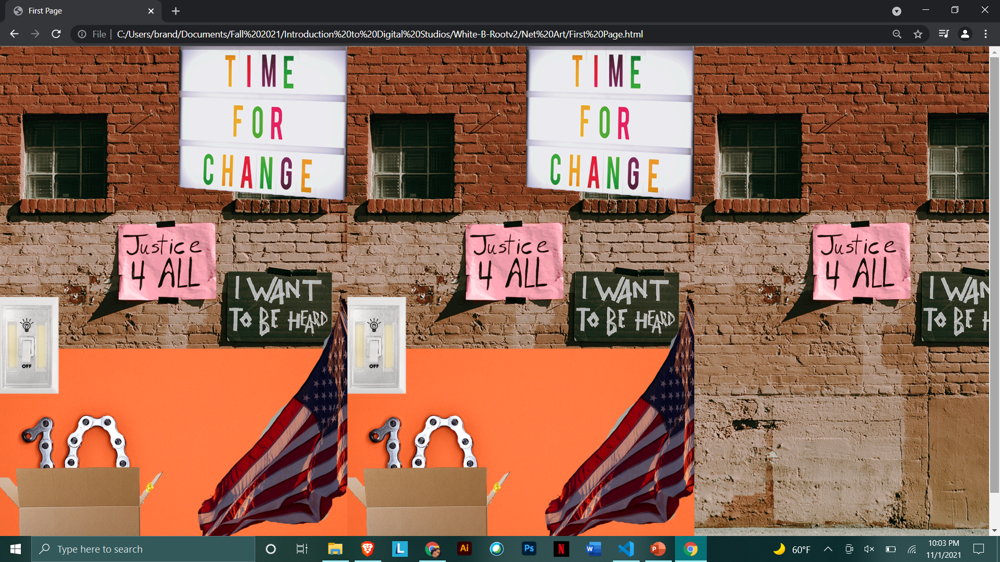 First Page
File
C:/Users/brand/Documents/Fall%202021/Introduction%20to%20Digital%20Studios/White-B-Rootv2/Net%20Art/First%20Page.html
TIME
FOR
CHANGE
TIME
FOR
CHANGE
Justice
4 ALL
Justice
4 ALL
Justice
4 ALL
I WANT
TO BE HEARD
I WANT
TO BE HEARD
I WAN
TO BE H
OFF
OFF
10
10
Type here to search
L
Ai
Ps
N
W
P
60°F
10:03 PM
11/1/2021